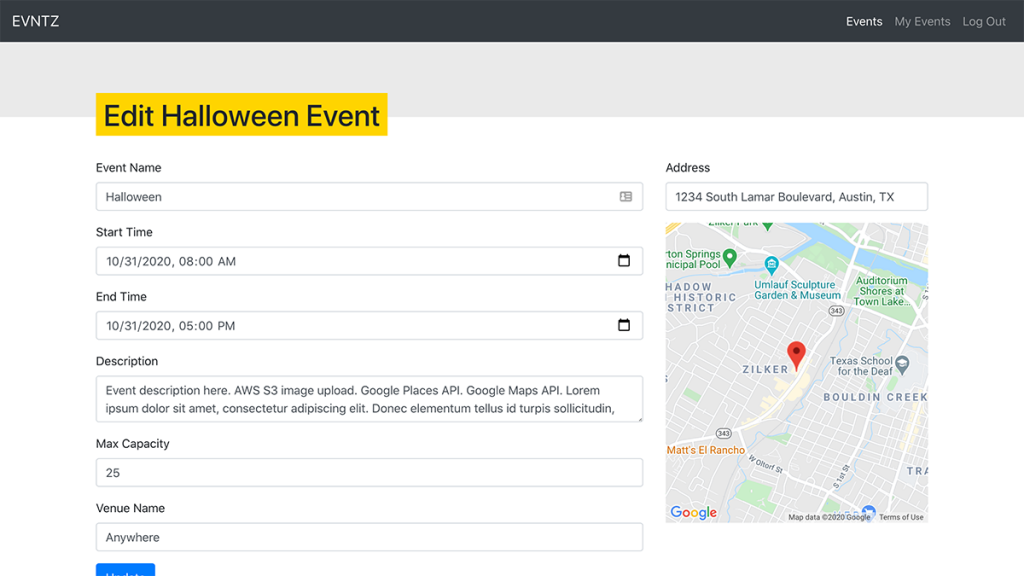 EVNTZ
Events My Events Log Out
Edit Halloween Event
Event Name
Halloween
Start Time
10/31/2020, 08:00 AM
End Time
10/31/2020, 05:00 PM
Description
Event description here. AWS S3 image upload. Google Places API. Google Maps API. Lorem
ipsum dolor sit amet, consectetur adipiscing elit. Donec elementum tellus id turpis sollicitudin,
Max Capacity
25
Venue Name
Anywhere
Update
Address
1234 South Lamar Boulevard, Austin, TX
Zilker Park
rton Springs
nicipal Pool
Umlauf Sculpture
Garden & Museum
Auditorium
Shores at
Town Lake...
HADOW
HISTORIC
STRICT
343
ZILKER
Texas School
for the Deaf
BOULDIN CREEK
343
Matt's El Rancho
W Oltorf St
S 1st St
TRA
Google
Map data ©2020 Google
Terms of Use